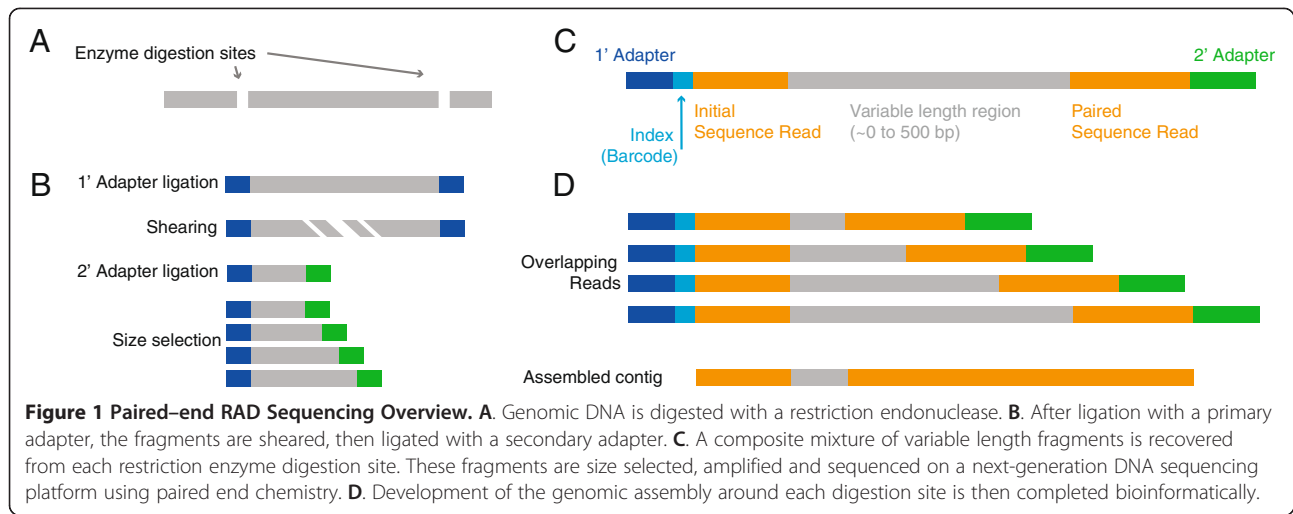 A
Enzyme digestion sites
B
1' Adapter ligation
Shearing
2' Adapter ligation
Size selection
C
1' Adapter
2' Adapter
Index
(Barcode)
Initial
Sequence Read
Variable length region
(~0 to 500 bp)
Paired
Sequence Read
D
Overlapping
Reads
Assembled contig
Figure 1 Paired–end RAD Sequencing Overview. A. Genomic DNA is digested with a restriction endonuclease. B. After ligation with a primary
adapter, the fragments are sheared, then ligated with a secondary adapter. C. A composite mixture of variable length fragments is recovered
from each restriction enzyme digestion site. These fragments are size selected, amplified and sequenced on a next-generation DNA sequencing
platform using paired end chemistry. D. Development of the genomic assembly around each digestion site is then completed bioinformatically.